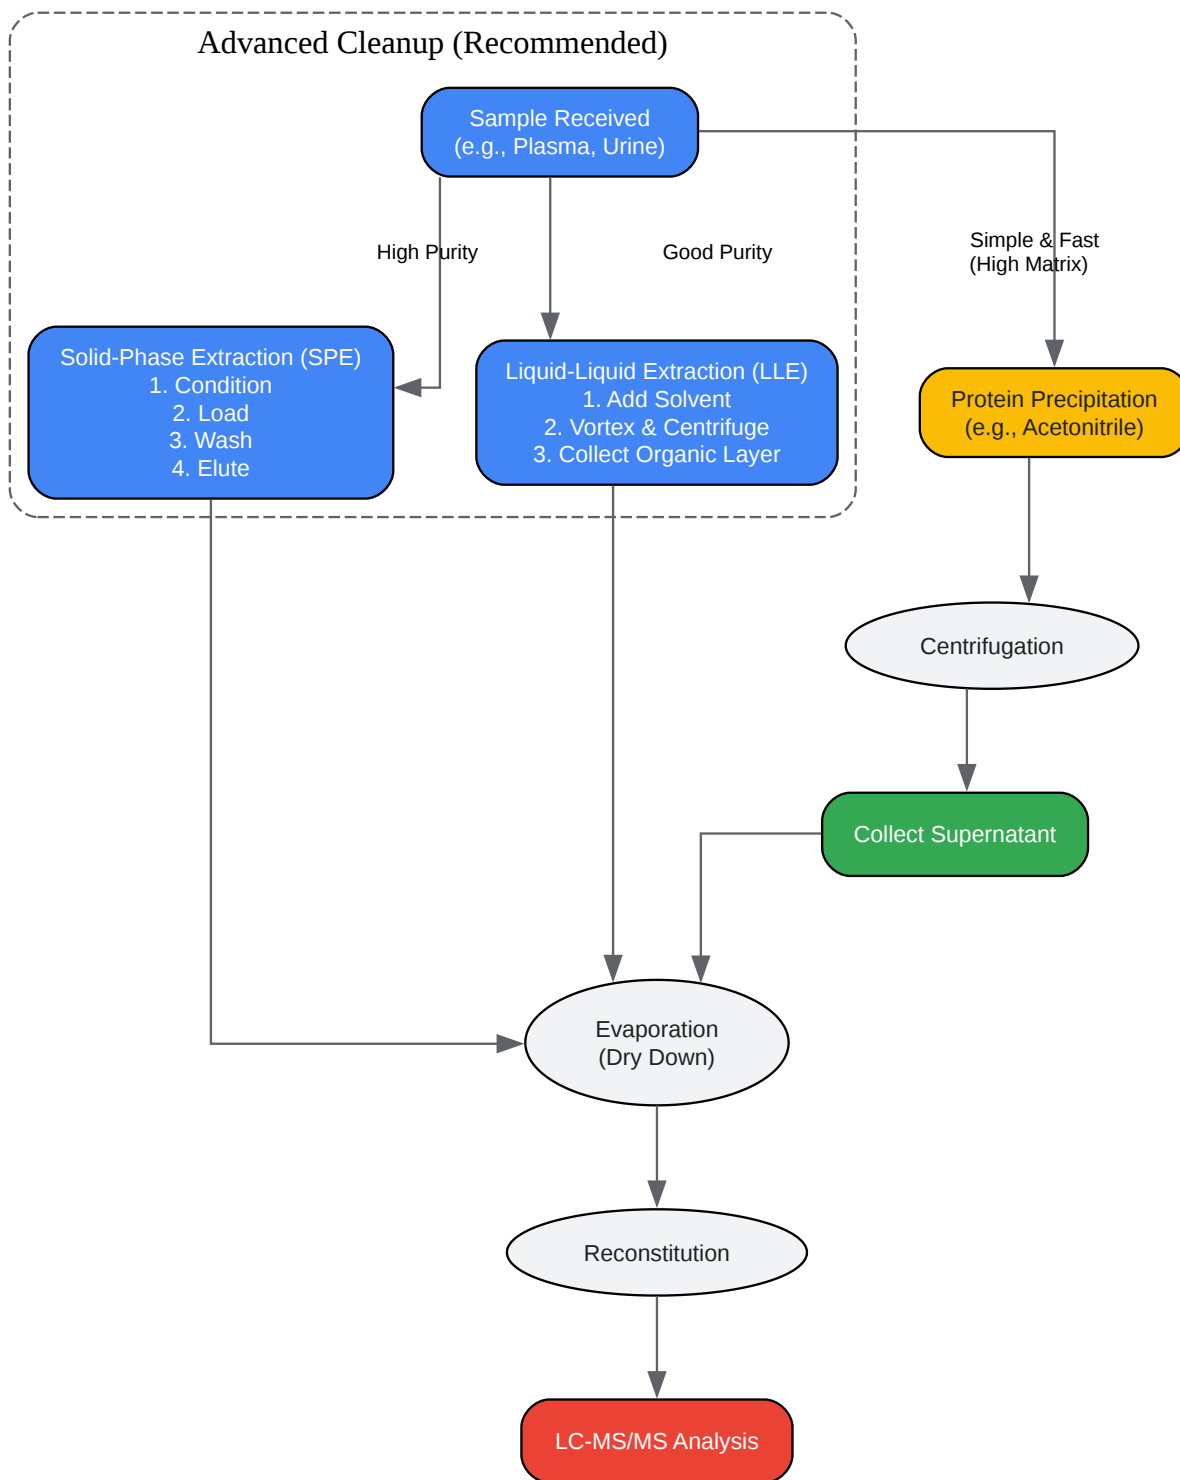 Advanced Cleanup (Recommended)
Sample Received
(e.g., Plasma, Urine)
High Purity
Good Purity
Simple & Fast
(High Matrix)
Solid-Phase Extraction (SPE)
1. Condition
2. Load
3. Wash
4. Elute
Liquid-Liquid Extraction (LLE)
1. Add Solvent
2. Vortex & Centrifuge
3. Collect Organic Layer
Protein Precipitation
(e.g., Acetonitrile)
Centrifugation
Collect Supernatant
Evaporation
(Dry Down)
Reconstitution
LC-MS/MS Analysis